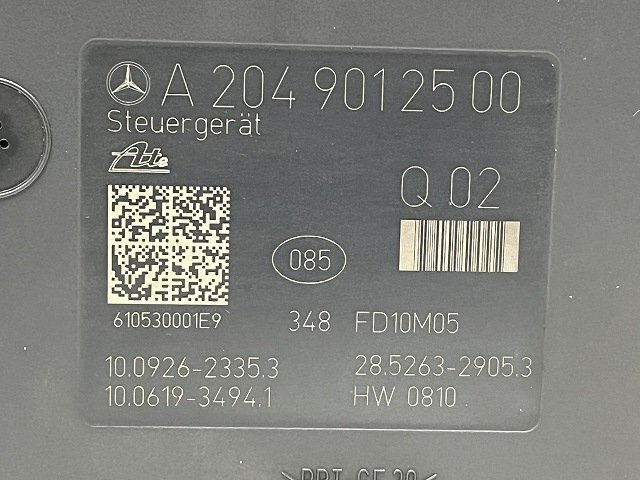 A 204 901 25 00
Steuergerät
Ate
Q 02
085
610530001E9 348 FD10M05
10.0926-2335.3 28.5263-2905.3
10.0619-3494.1 HW 0810